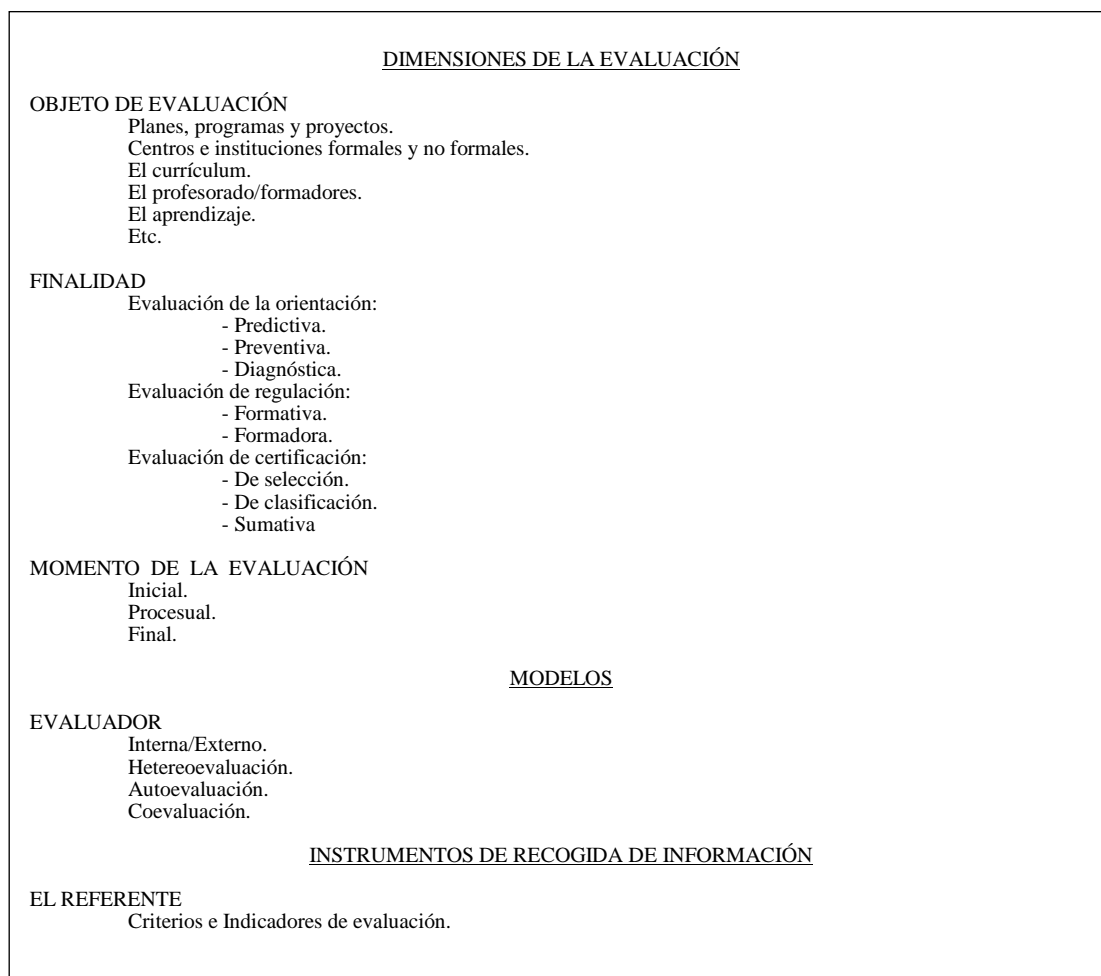 DIMENSIONES DE LA EVALUACIÓN
OBJETO DE EVALUACIÓN
Planes, programas y proyectos.
Centros e instituciones formales y no formales.
El currículum.
El profesorado/formadores.
El aprendizaje.
Etc.
FINALIDAD
Evaluación de la orientación:
- Predictiva.
- Preventiva.
- Diagnóstica.
Evaluación de regulación:
- Formativa.
- Formadora.
Evaluación de certificación:
- De selección.
- De clasificación.
- Sumativa
MOMENTO DE LA EVALUACIÓN
Inicial.
Procesual.
Final.
MODELOS
EVALUADOR
Interna/Externo.
Hetereoevaluación.
Autoevaluación.
Coevaluación.
INSTRUMENTOS DE RECOGIDA DE INFORMACIÓN
EL REFERENTE
Criterios e Indicadores de evaluación.